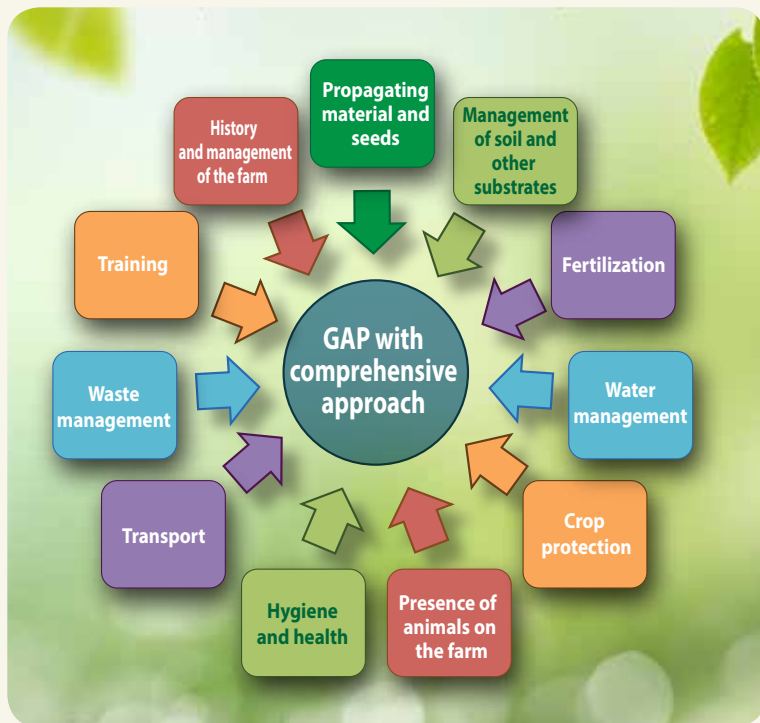 Propagating
material and
seeds
Management
of soil and
other
substrates
Fertilization
Water
management
Crop
protection
Presence of
animals on
the farm
Hygiene
and health
Transport
Waste
management
Training
History
and management
of the farm
GAP with
comprehensive
approach